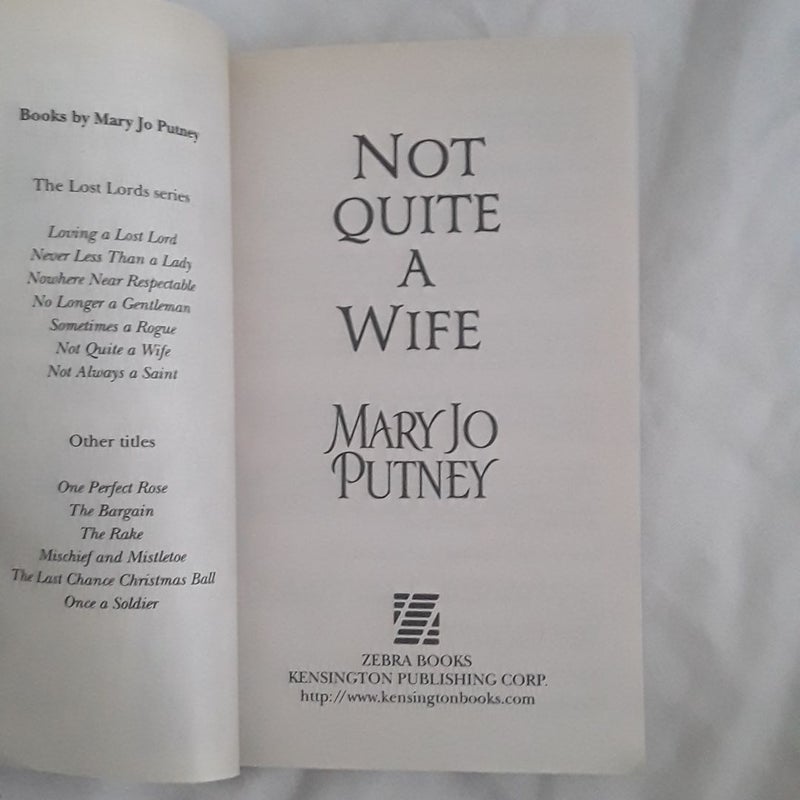 Books by Mary Jo Putney
The Lost Lords series
Loving a Lost Lord
Never Less Than a Lady
Nowhere Near Respectable
No Longer a Gentleman
Sometimes a Rogue
Not Quite a Wife
Not Always a Saint
Other titles
One Perfect Rose
The Bargain
The Rake
Mischief and Mistletoe
The Last Chance Christmas Ball
Once a Soldier
NOT
QUITE
A
WIFE
MARY JO
PUTNEY
ZEBRA BOOKS
KENSINGTON PUBLISHING CORP.
http://www.kensingtonbooks.com